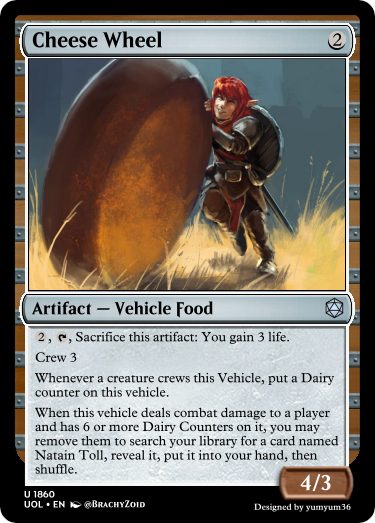 Cheese Wheel 2
Artifact — Vehicle Food
2, , Sacrifice this artifact: You gain 3 life.
Crew 3
Whenever a creature crews this Vehicle, put a Dairy
counter on this vehicle.
When this vehicle deals combat damage to a player
and has 6 or more Dairy Counters on it, you may
remove them to search your library for a card named
Natain Toll, reveal it, put it into your hand, then
shuffle.
4/3
U 1860
UOL • EN @BrachyZoid
Designed by yumyum36